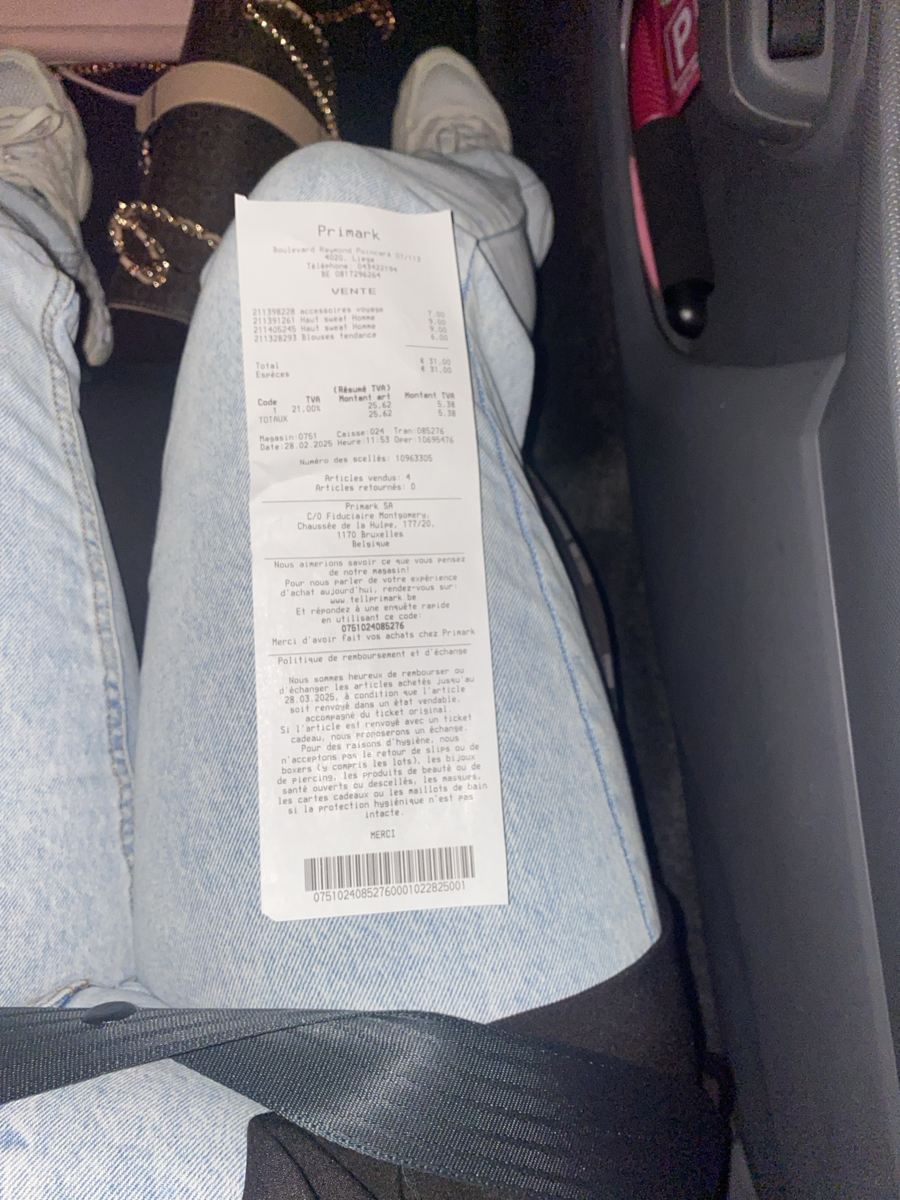 P
Primark
Boulevard Raymond Poincaré 01/113
4020, Liege
Téléphone: 043422194
BE 0817296264
VENTE
211398228 accessoires voyage 7.00
211391261 Haut sweat Homme 9.00
211405245 Haut sweat Homme 9.00
211328293 Blouses tendance 6.00
Total € 31.00
Espèces € 31.00
(Résumé TVA)
Code TVA Montant art Montant TVA
1 21.00% 25.62 5.38
TOTAUX 25.62 5.38
Magasin:0751 Caisse:024 Tran:085276
Date:28.02.2025 Heure:11:53 Oper:10695476
Numéro des scellés: 10963305
Articles vendus: 4
Articles retournés: 0
Primark SA
C/O Fiduciaire Montgomery,
Chaussée de la Hulpe, 177/20,
1170 Bruxelles
Belgique
Nous aimerions savoir ce que vous pensez
de notre magasin!
Pour nous parler de votre expérience
d'achat aujourd'hui, rendez-vous sur:
www.tellprimark.be
Et répondez à une enquête rapide
en utilisant ce code:
0751024085276
Merci d'avoir fait vos achats chez Primark
Politique de remboursement et d'échange
Nous sommes heureux de rembourser ou
d'échanger les articles achetés jusqu'au
28.03.2025, à condition que l'article
soit renvoyé dans un état vendable,
accompagné du ticket original.
Si l'article est renvoyé avec un ticket
cadeau, nous proposerons un échange.
Pour des raisons d'hygiène, nous
n'acceptons pas le retour de slips ou de
boxers (y compris les lots), les bijoux
de piercing, les produits de beauté ou de
santé ouverts ou descellés, les masques,
les cartes cadeaux ou les maillots de bain
si la protection hygiénique n'est pas
intacte.
MERCI
07510240852760001022825001